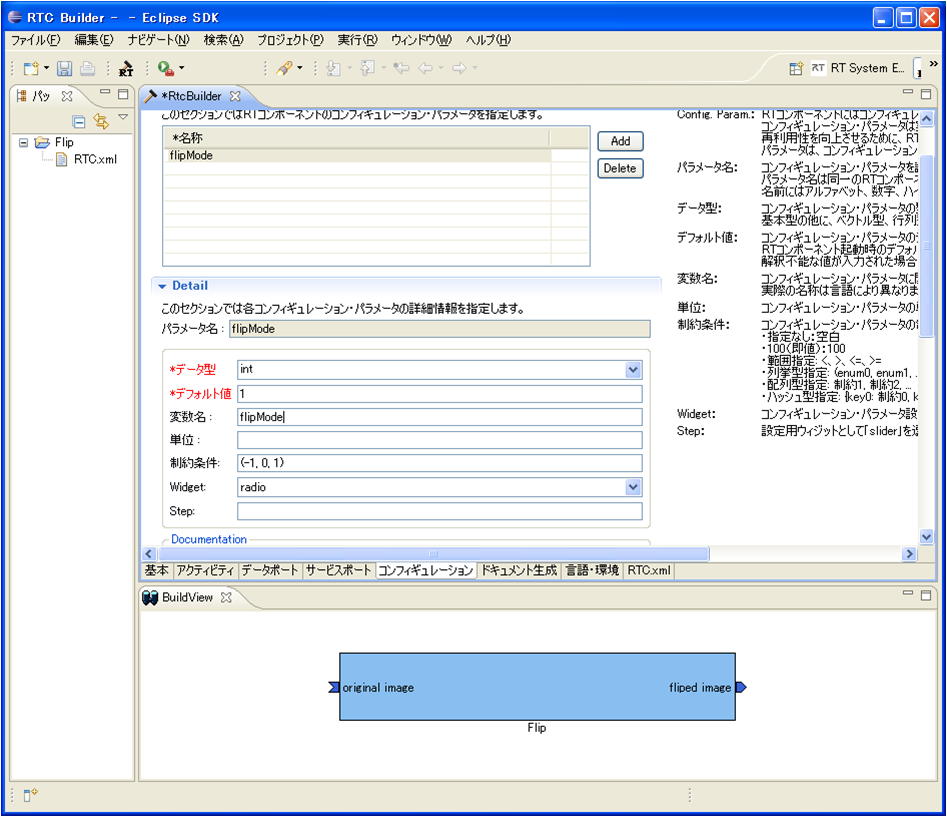 RTC Builder - - Eclipse SDK
ファイル(F) 編集(E) ナビゲート(N) 検索(A) プロジェクト(P) 実行(R) ウィンドウ(W) ヘルプ(H)
RT
RT System E...
»
パッ
*RtcBuilder
Flip
RTC.xml
このセクションではRTコンポーネントのコンフィギュレーション・パラメータを指定します。
*名称
flipMode
Add
Delete
Detail
このセクションでは各コンフィギュレーション・パラメータの詳細情報を指定します。
パラメータ名: flipMode
*データ型 int
*デフォルト値 1
変数名: flipMode
単位:
制約条件: (-1, 0, 1)
Widget: radio
Step:
Documentation
Config. Param.: RTコンポーネントにはコンフィギュレ
コンフィギュレーション・パラメータは
再利用性を向上させるために、RT
パラメータは、コンフィギュレーション
パラメータ名: コンフィギュレーション・パラメータを
パラメータ名は同一のRTコンポー
名前にはアルファベット、数字、ハイ
データ型: コンフィギュレーション・パラメータの
基本型の他に、ベクトル型、行列
デフォルト値: コンフィギュレーション・パラメータの
RTコンポーネント起動時のデフォ
解釈不能な値が入力された場合
変数名: コンフィギュレーション・パラメータに
実際の名称は言語により異なりま
単位: コンフィギュレーション・パラメータの
制約条件: コンフィギュレーション・パラメータの
・指定なし:空白
・100(即値):100
・範囲指定: <、>、<=、>=
・列挙型指定: (enum0, enum1, .
・配列型指定: 制約1, 制約2, ...
・ハッシュ型指定: {key0: 制約0, k
Widget: コンフィギュレーション・パラメータ設
Step: 設定用ウィジットとして「slider」を
基本 アクティビティ データポート サービスポート コンフィギュレーション ドキュメント生成 言語・環境 RTC.xml
BuildView
original image
fliped image
Flip